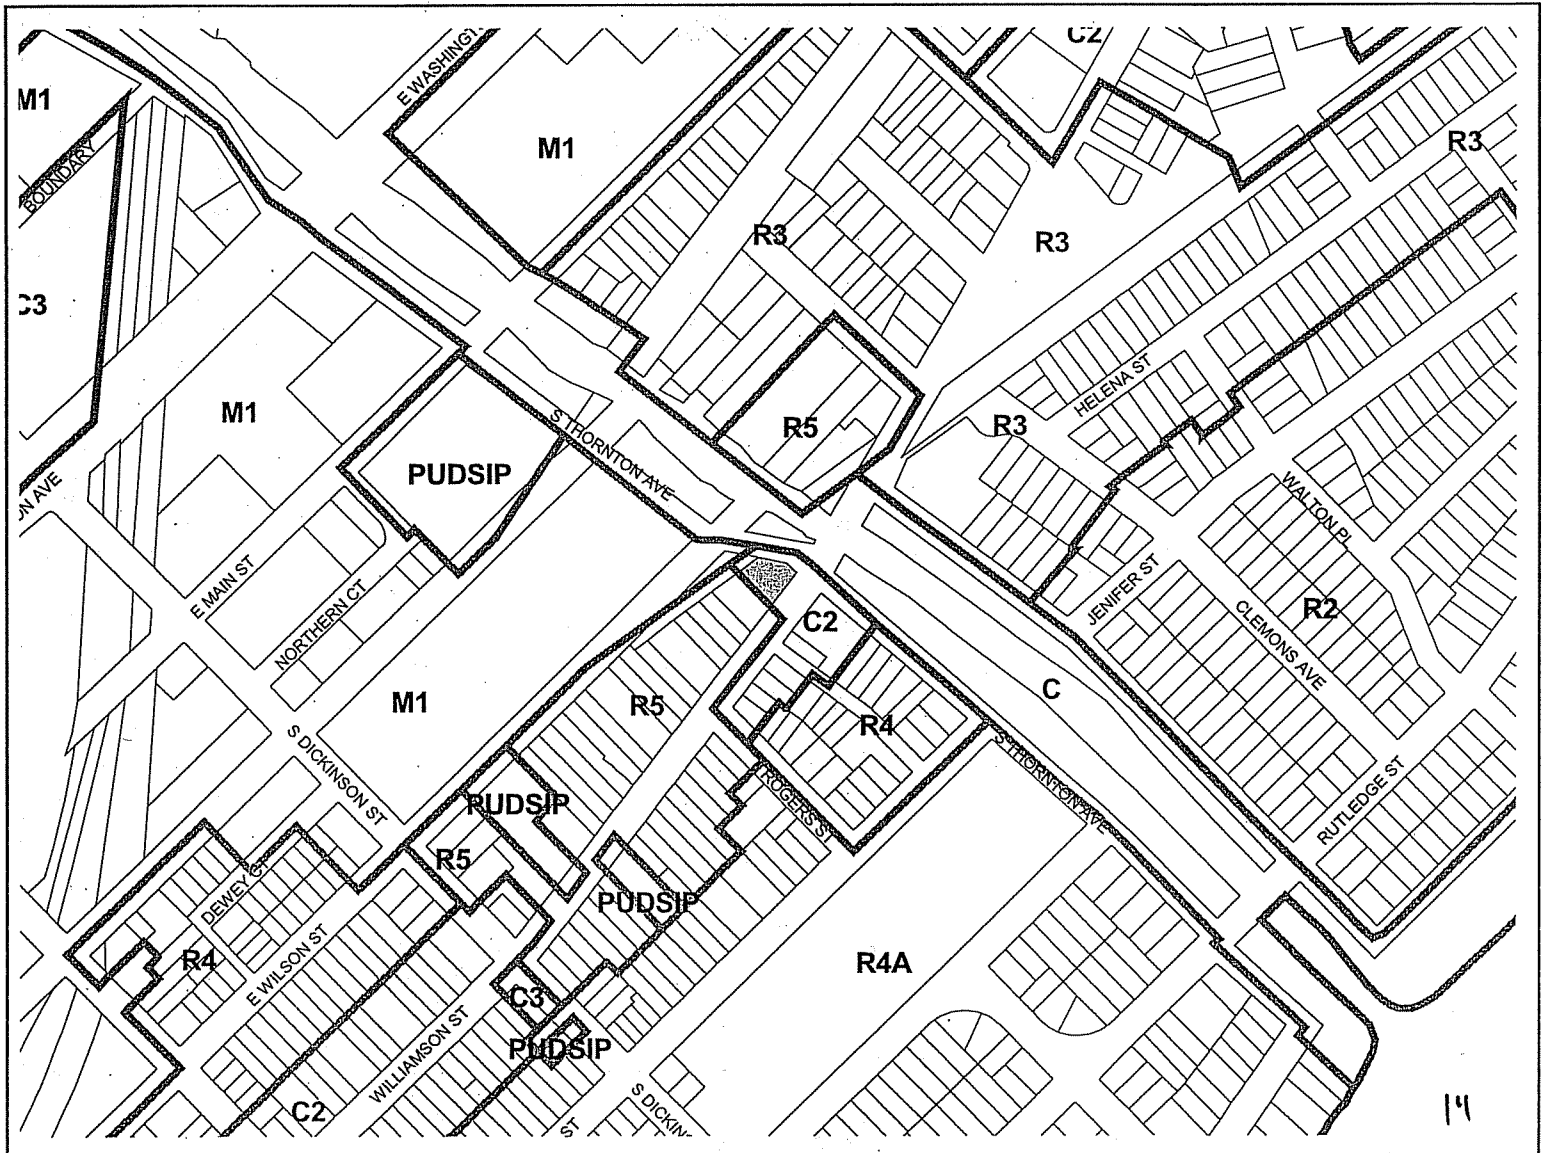 C2
E WASHINGT
M1
M1
R3
BOUNDARY
R3
R3
C3
M1
R5
R3
HELENA ST
S THORNTON AVE
PUDSIP
ON AVE
WALTON PL
E MAIN ST
NORTHERN CT
JENIFER ST
R2
CLEMONS AVE
C2
M1
R5
C
R4
S DICKINSON ST
S THORNTON AVE
ROGERS ST
RUTLEDGE ST
PUDSIP
R5
PUDSIP
DEWEY CT
R4
E WILSON ST
R4A
C3
WILLIAMSON ST
PUDSIP
C2
S DICKIN
ST
14